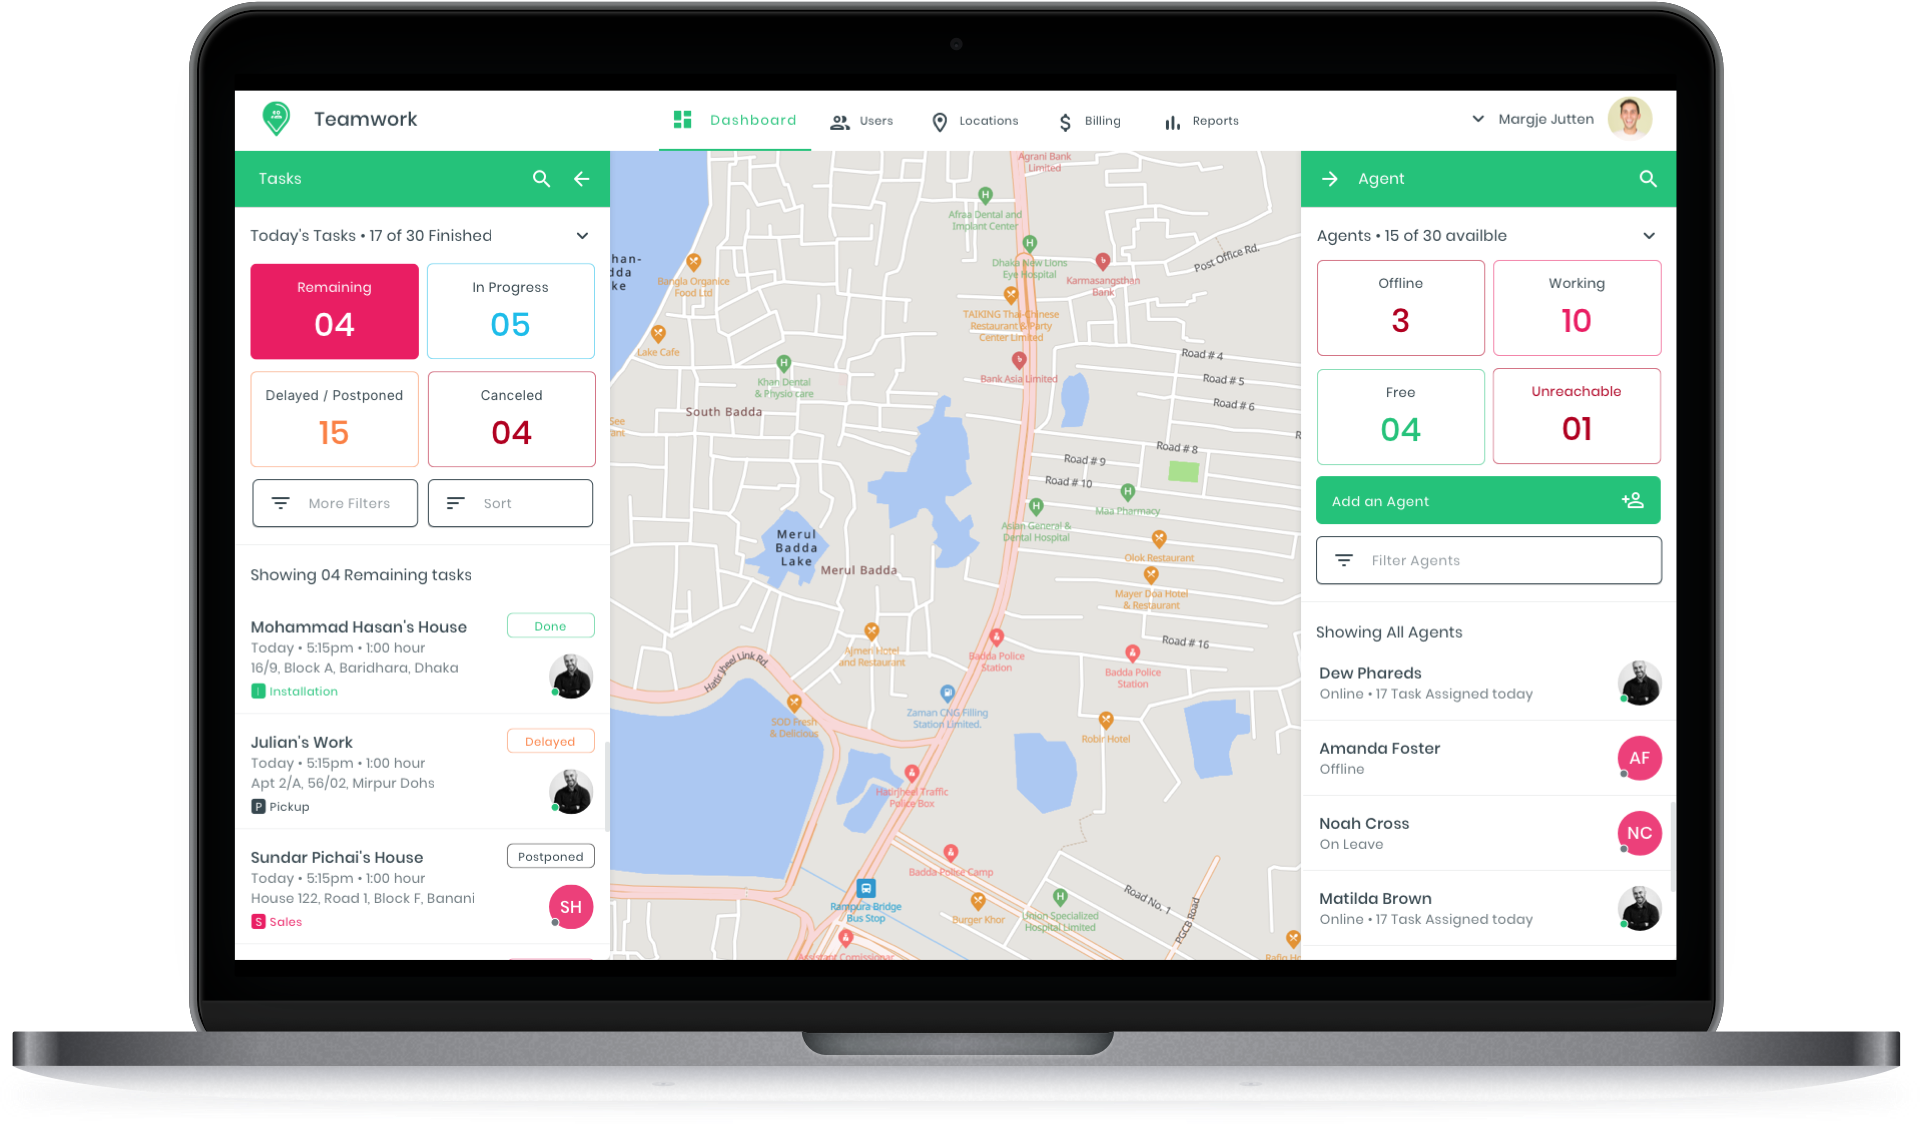 Teamwork
Dashboard
Users
Locations
Billing
Reports
Margje Jutten
Tasks
Today's Tasks • 17 of 30 Finished
Remaining
04
In Progress
05
Delayed / Postponed
15
Canceled
04
More Filters
Sort
Showing 04 Remaining tasks
Mohammad Hasan's House
Done
Today • 5:15pm • 1:00 hour
16/9, Block A, Baridhara, Dhaka
I Installation
Julian's Work
Delayed
Today • 5:15pm • 1:00 hour
Apt 2/A, 56/02, Mirpur Dohs
P Pickup
Sundar Pichai's House
Postponed
Today • 5:15pm • 1:00 hour
House 122, Road 1, Block F, Banani
SH
S Sales
Agrani Bank
Limited
Afraa Dental and
Implant Center
Post Office Rd.
Dhaka New Lions
Eye Hospital
han-
dda
ke
Bangla Organice
Food Ltd
Karmasangsthan
Bank
TAIKING Thai-Chinese
Restaurant & Party
Center Limited
Lake Cafe
Road # 4
Bank Asia Limited
Road # 5
Khan Dental
& Physio care
South Badda
Road # 6
See
rant
R
Road # 8
Road # 9
Road # 10
Maa Pharmacy
Asian General &
Dental Hospital
Merul
Badda
Lake
Merul Badda
Olok Restaurant
Mayer Doa Hotel
& Restaurant
Ajmeri Hotel
and Restaurant
Road # 16
Badda Police
Station
Hatirjheel Link Rd.
Badda Police
Station
SOD Fresh
& Delicious
Zaman CNG Filling
Station Limited.
Robir Hotel
Hatirjheel Traffic
Police Box
Badda Police Camp
Rampura Bridge
Bus Stop
Burger Khor
Union Specialized
Hospital Limited
Road No. 1
PGCB Road
Assistant Comissionar
Rafiq Ho
Agent
Agents • 15 of 30 availble
Offline
3
Working
10
Free
04
Unreachable
01
Add an Agent
Filter Agents
Showing All Agents
Dew Phareds
Online • 17 Task Assigned today
Amanda Foster
Offline
AF
Noah Cross
On Leave
NC
Matilda Brown
Online • 17 Task Assigned today